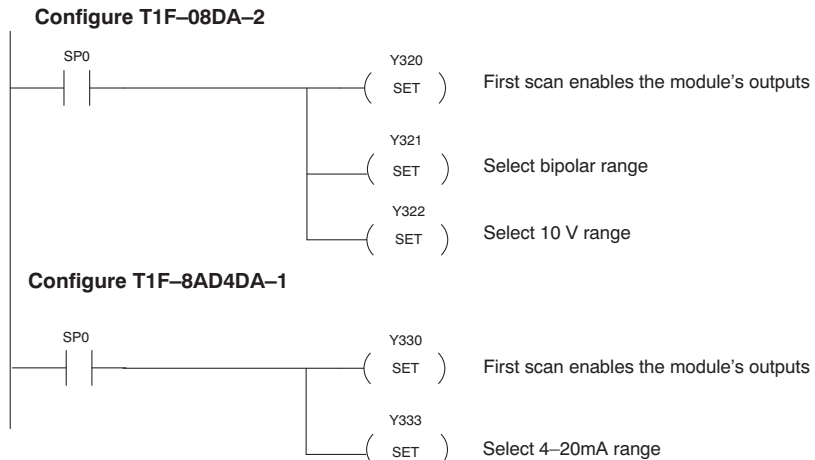 Configure T1F–08DA–2
SP0
Y320
SET
First scan enables the module's outputs
Y321
SET
Select bipolar range
Y322
SET
Select 10 V range
Configure T1F–8AD4DA–1
SP0
Y330
SET
First scan enables the module's outputs
Y333
SET
Select 4–20mA range